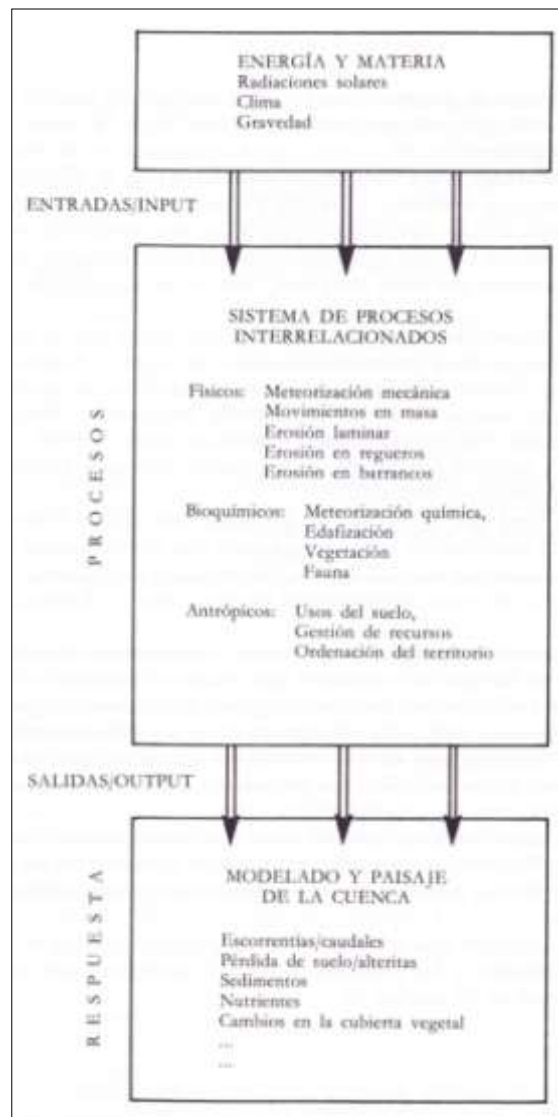 ENERGÍA Y MATERIA
Radiaciones solares
Clima
Gravedad
ENTRADAS/INPUT
SISTEMA DE PROCESOS
INTERRELACIONADOS
Físicos: Meteorización mecánica
Movimientos en masa
Erosión laminar
Erosión en regueros
Erosión en barrancos
Bioquímicos: Meteorización química,
Edafización
Vegetación
Fauna
Antrópicos: Usos del suelo,
Gestión de recursos
Ordenación del territorio
PROCESOS
SALIDAS/OUTPUT
MODELADO Y PAISAJE
DE LA CUENCA
Escorrentías/caudales
Pérdida de suelo/alteritas
Sedimentos
Nutrientes
Cambios en la cubierta vegetal
...
...
RESPUESTA